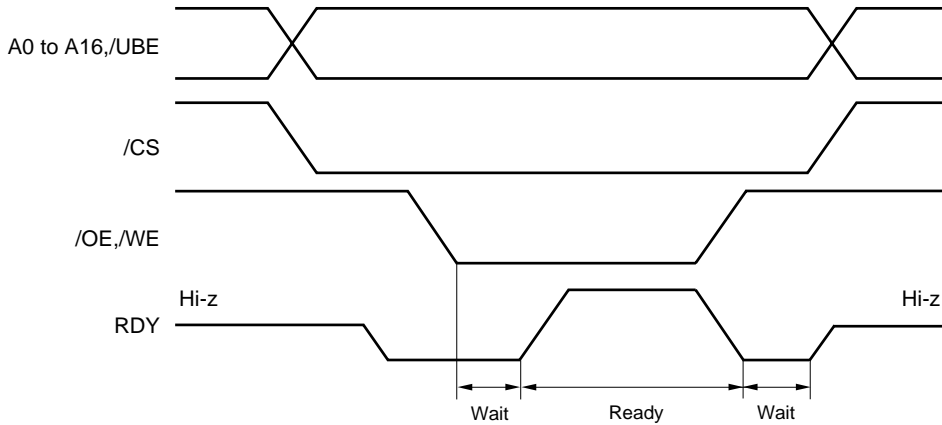 A0 to A16,/UBE
/CS
/OE,/WE
Hi-z
Hi-z
RDY
Wait
Ready
Wait